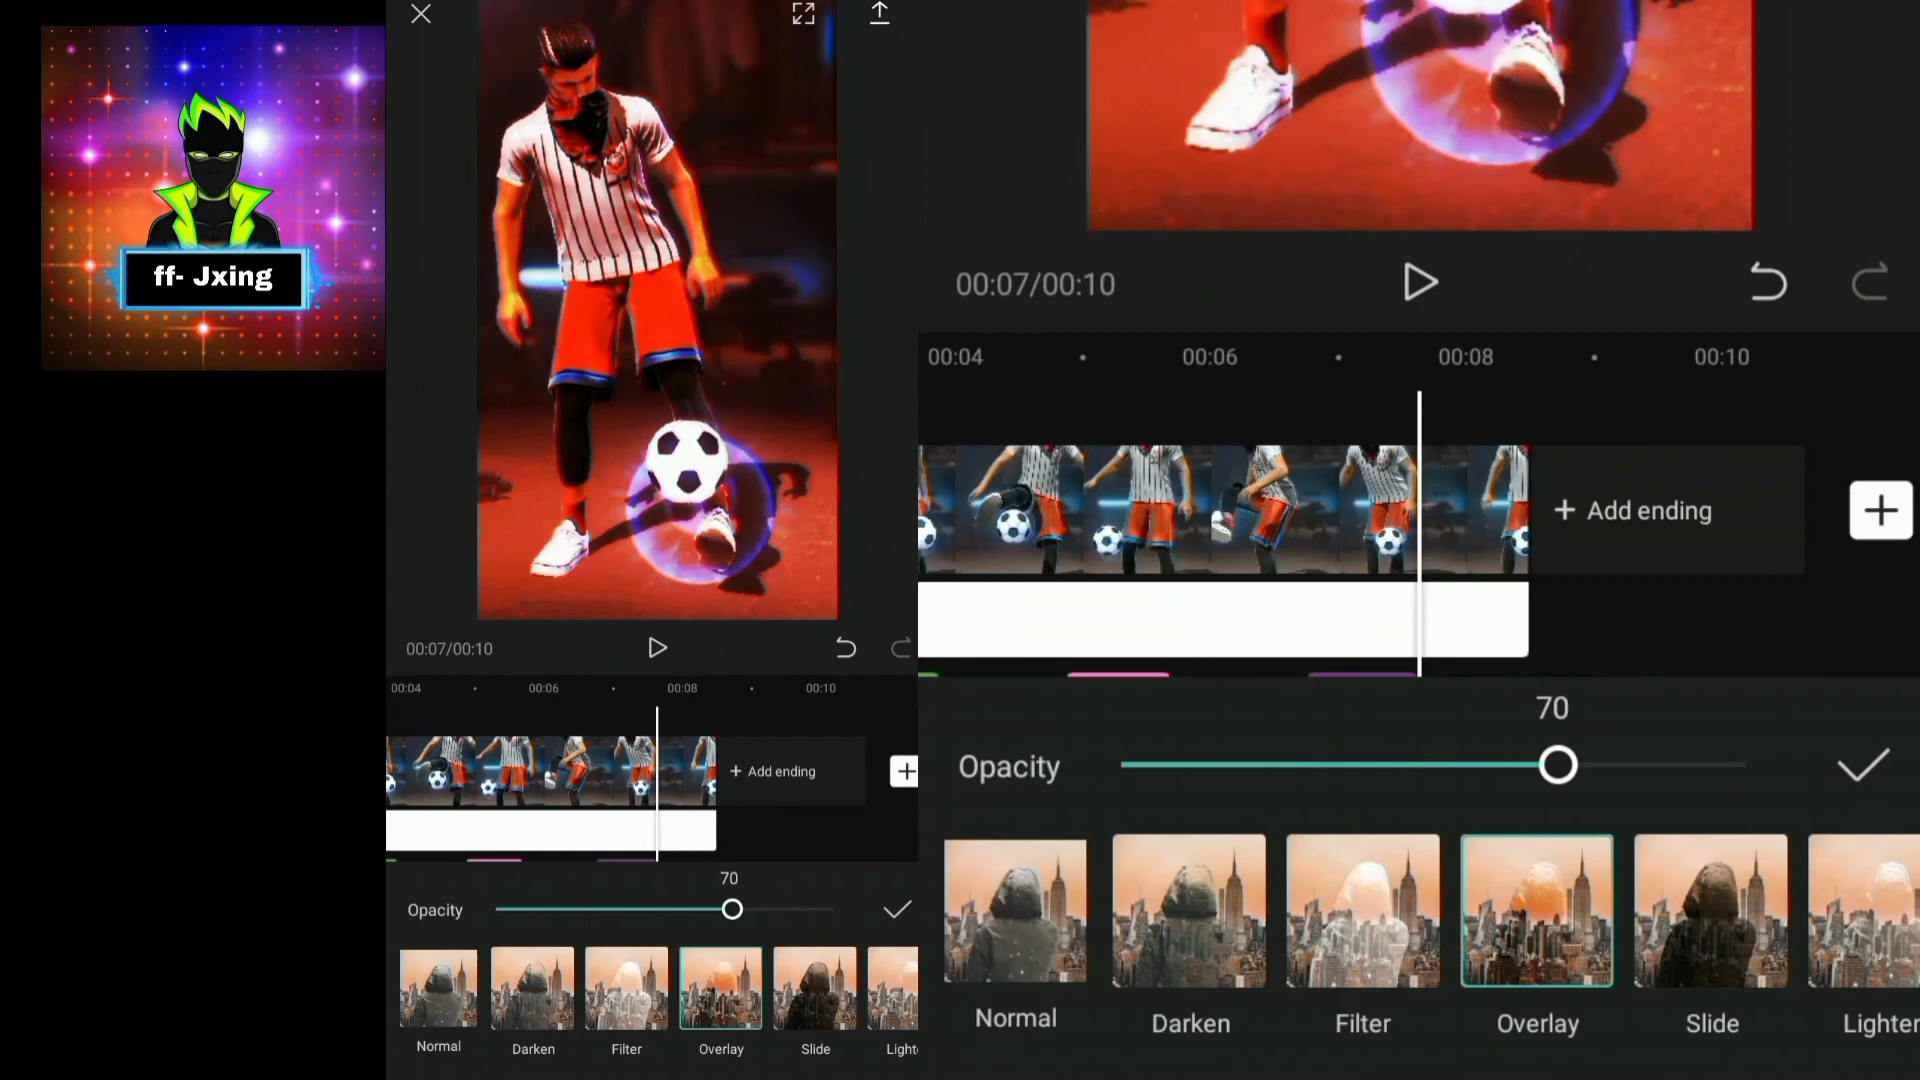 ff- Jxing
00:07/00:10
00:04
00:06
00:08
00:10
+ Add ending
70
Opacity
Normal
Darken
Filter
Overlay
Slide
Light
00:07/00:10
00:04
00:06
00:08
00:10
+ Add ending
70
Opacity
Normal
Darken
Filter
Overlay
Slide
Lighter